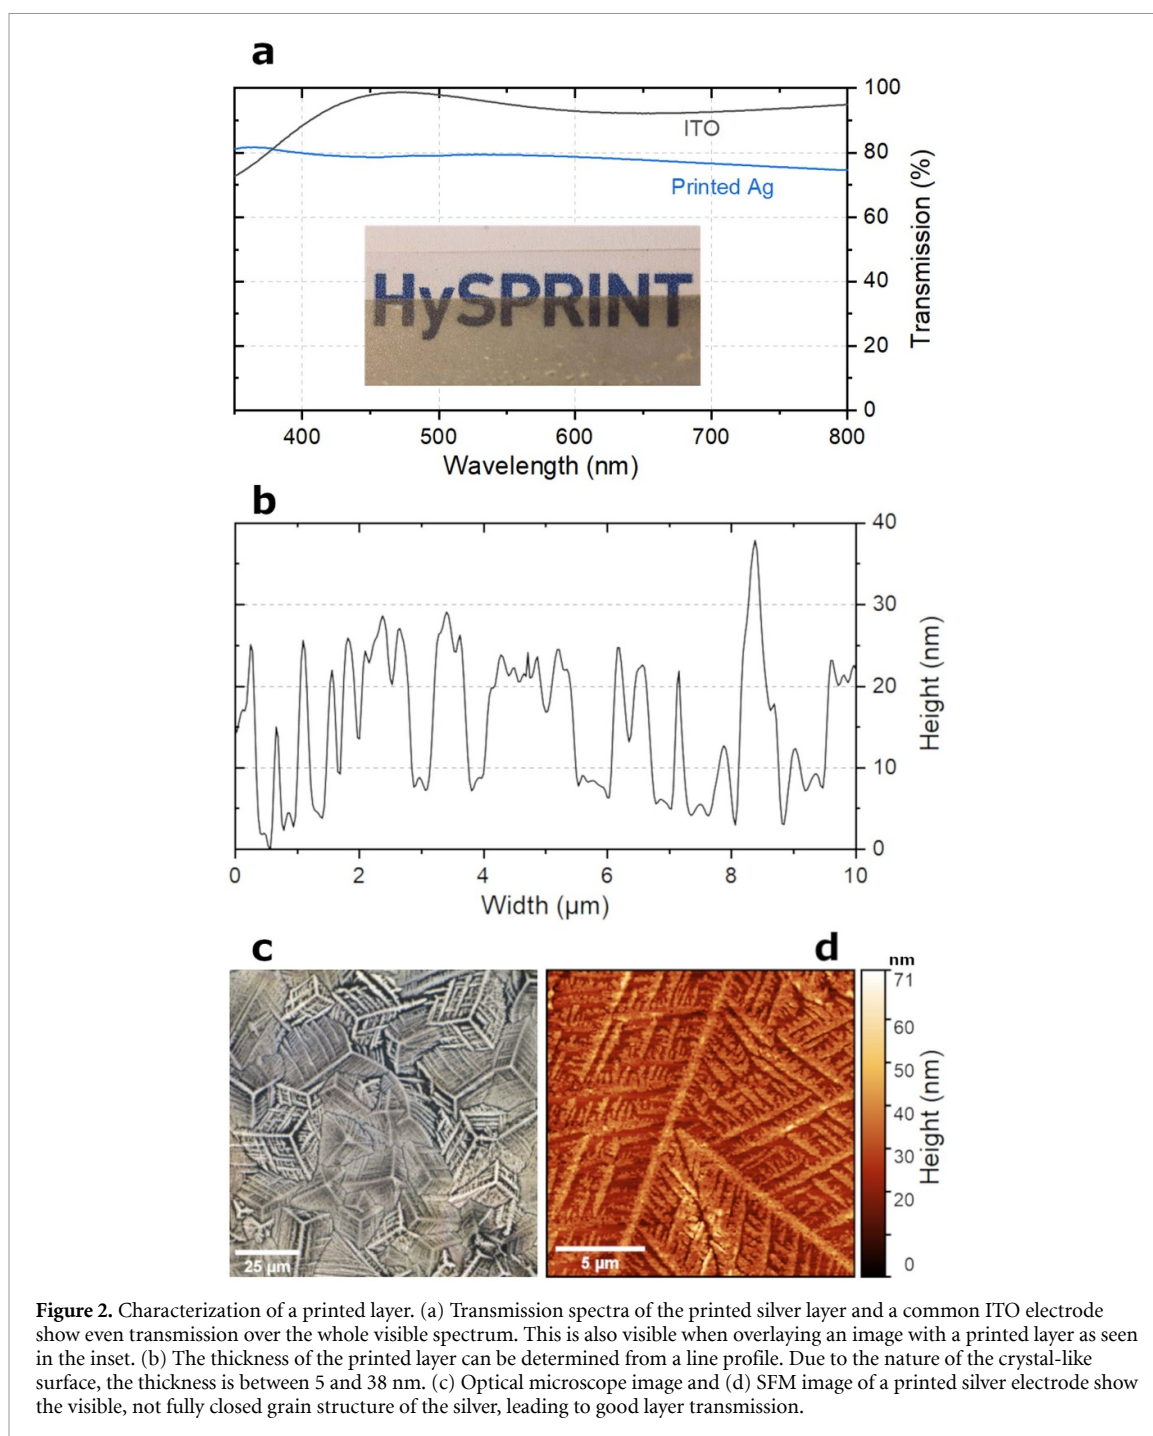 a
100
80
60
40
20
0
Transmission (%)
ITO
Printed Ag
HySPRINT
400 500 600 700 800
Wavelength (nm)
b
40
30
20
10
0
Height (nm)
0 2 4 6 8 10
Width (µm)
c
d
nm
71
60
50
40
30
20
0
Height (nm)
25 µm
5 µm
Figure 2. Characterization of a printed layer. (a) Transmission spectra of the printed silver layer and a common ITO electrode
show even transmission over the whole visible spectrum. This is also visible when overlaying an image with a printed layer as seen
in the inset. (b) The thickness of the printed layer can be determined from a line profile. Due to the nature of the crystal-like
surface, the thickness is between 5 and 38 nm. (c) Optical microscope image and (d) SFM image of a printed silver electrode show
the visible, not fully closed grain structure of the silver, leading to good layer transmission.